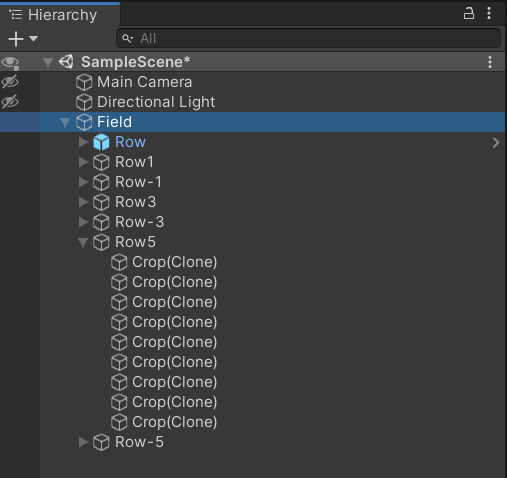 Hierarchy
All
SampleScene*
Main Camera
Directional Light
Field
Row
Row1
Row-1
Row3
Row-3
Row5
Crop(Clone)
Crop(Clone)
Crop(Clone)
Crop(Clone)
Crop(Clone)
Crop(Clone)
Crop(Clone)
Crop(Clone)
Crop(Clone)
Row-5